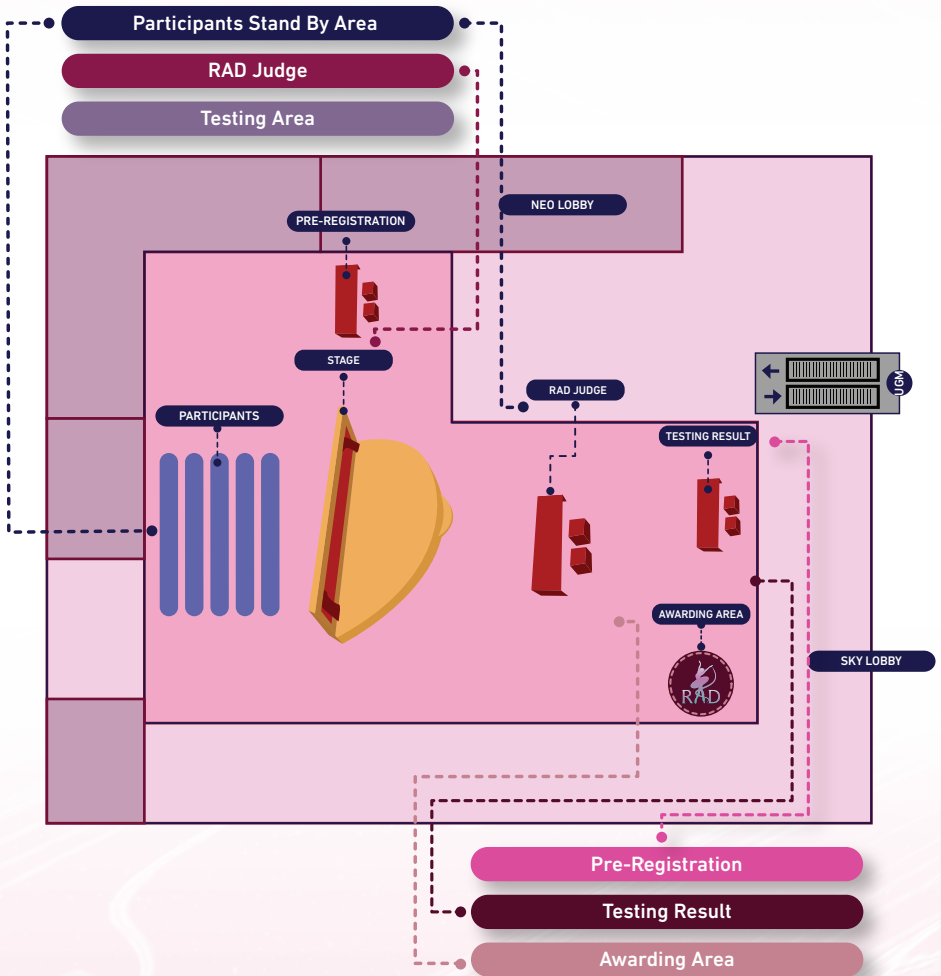 Participants Stand By Area
RAD Judge
Testing Area
NEO LOBBY
PRE-REGISTRATION
STAGE
RAD JUDGE
UGM
PARTICIPANTS
TESTING RESULT
AWARDING AREA
SKY LOBBY
RAD
Pre-Registration
Testing Result
Awarding Area